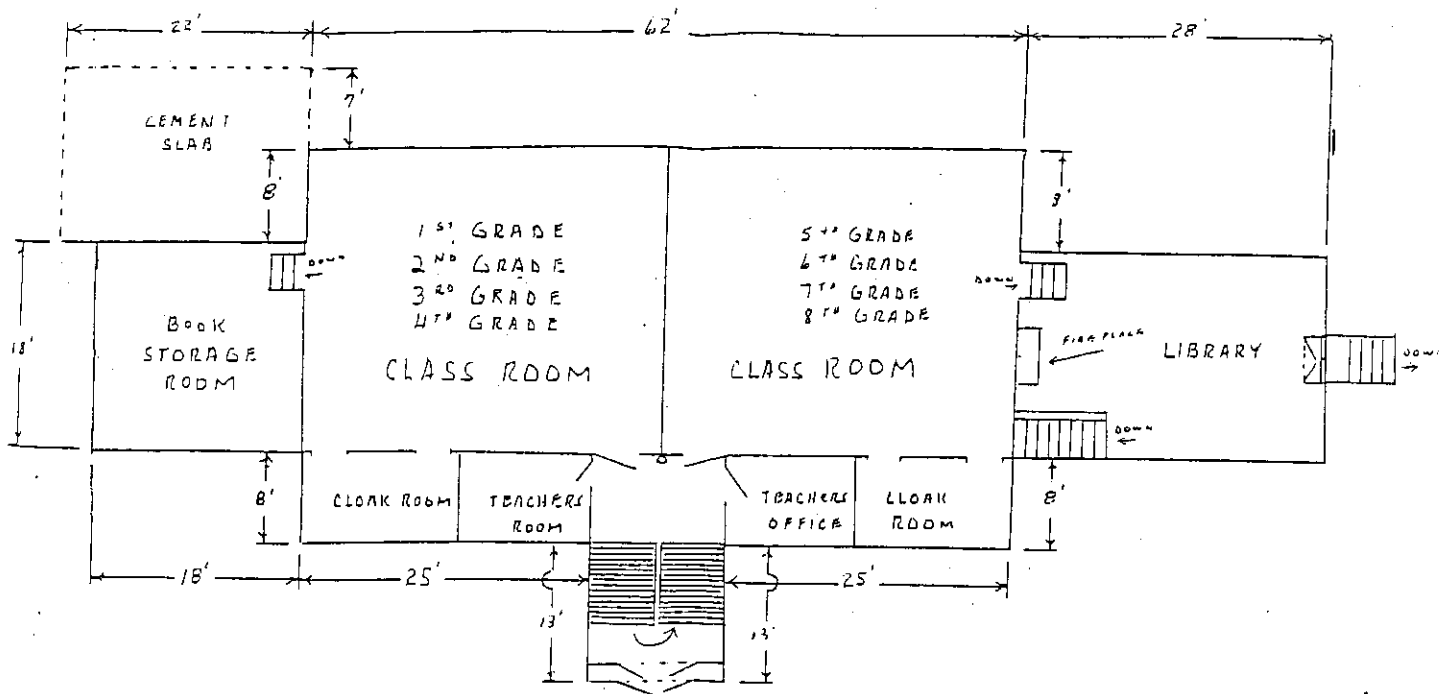 22'
62'
28'
7'
CEMENT
SLAB
8'
1ST GRADE
2ND GRADE
3RD GRADE
4TH GRADE
CLASS ROOM
5TH GRADE
6TH GRADE
7TH GRADE
8TH GRADE
CLASS ROOM
DOWN
DOWN
18'
BOOK
STORAGE
ROOM
FIRE PLACE
LIBRARY
DOWN
DOWN
8'
CLOAK ROOM
TEACHERS
ROOM
TEACHERS
OFFICE
CLOAK
ROOM
8'
18'
25'
25'
13'
13'